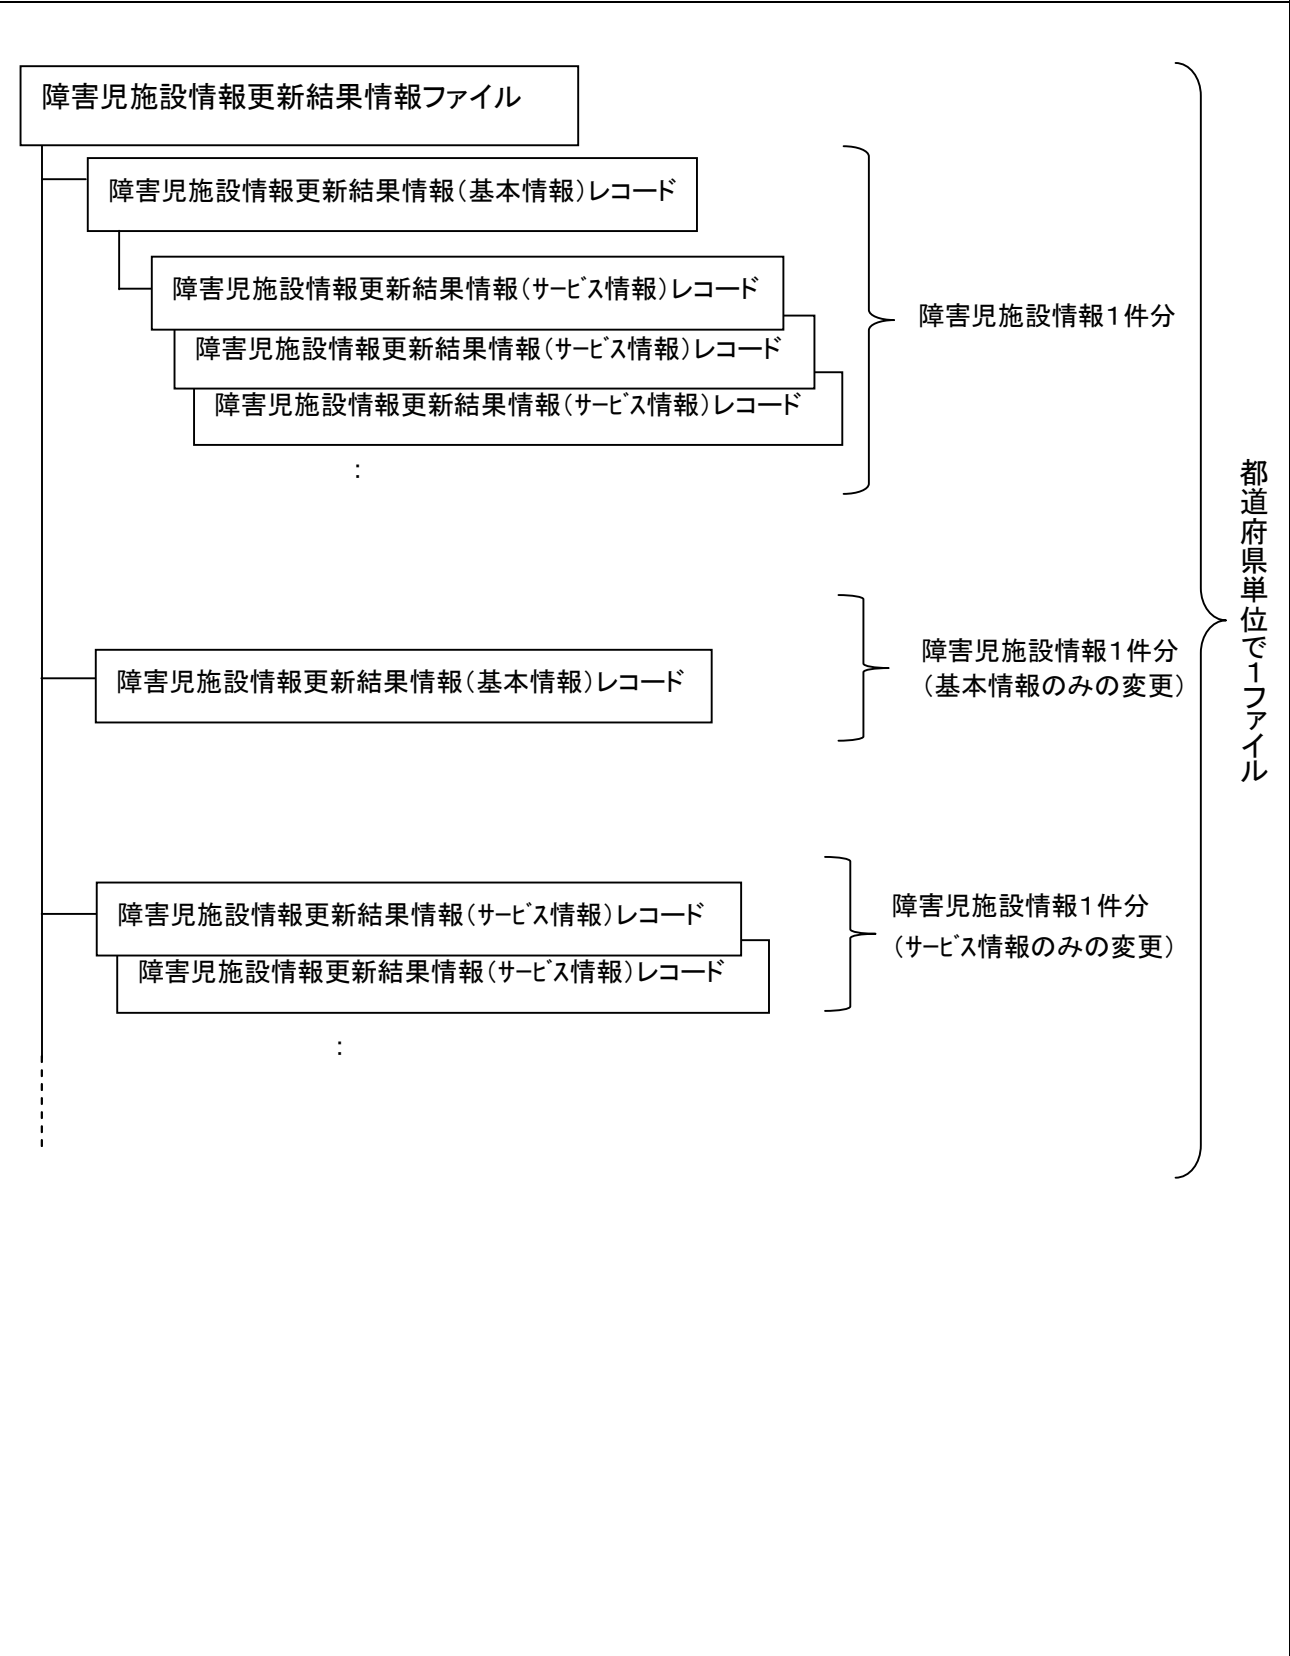 障害児施設情報更新結果情報ファイル
障害児施設情報更新結果情報（基本情報）レコード
障害児施設情報更新結果情報（ｻｰﾋﾞｽ情報）レコード
障害児施設情報更新結果情報（ｻｰﾋﾞｽ情報）レコード
障害児施設情報更新結果情報（ｻｰﾋﾞｽ情報）レコード
：
障害児施設情報１件分
障害児施設情報更新結果情報（基本情報）レコード
障害児施設情報１件分
（基本情報のみの変更）
障害児施設情報更新結果情報（ｻｰﾋﾞｽ情報）レコード
障害児施設情報更新結果情報（ｻｰﾋﾞｽ情報）レコード
：
障害児施設情報１件分
（ｻｰﾋﾞｽ情報のみの変更）
都道府県単位で１ファイル